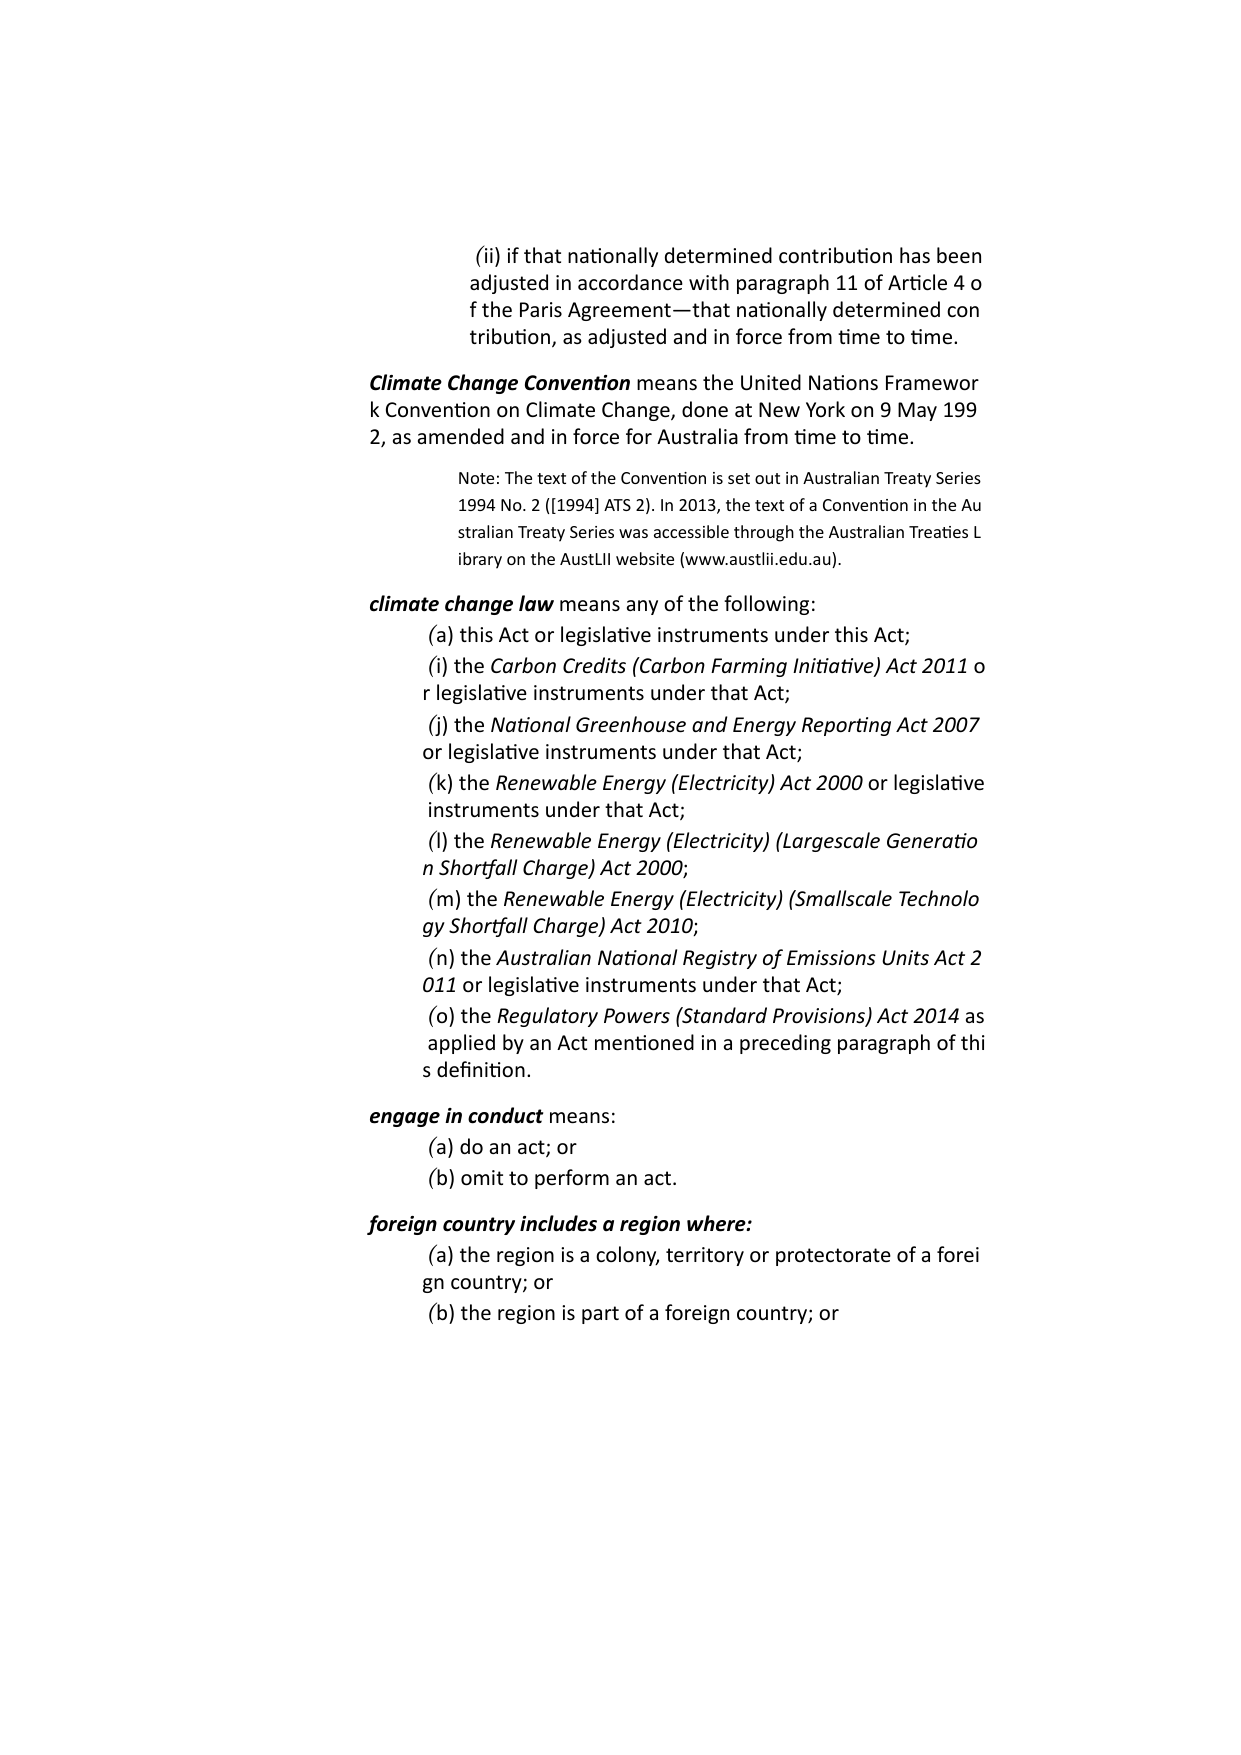 (ii) if that nationally determined contribution has been
adjusted in accordance with paragraph 11 of Article 4 o
f the Paris Agreement—that nationally determined con
tribution, as adjusted and in force from time to time.
Climate Change Convention means the United Nations Framewor
k Convention on Climate Change, done at New York on 9 May 199
2, as amended and in force for Australia from time to time.
Note: The text of the Convention is set out in Australian Treaty Series
1994 No. 2 ([1994] ATS 2). In 2013, the text of a Convention in the Au
stralian Treaty Series was accessible through the Australian Treaties L
ibrary on the AustLII website (www.austlii.edu.au).
climate change law means any of the following:
(a) this Act or legislative instruments under this Act;
(i) the Carbon Credits (Carbon Farming Initiative) Act 2011 o
r legislative instruments under that Act;
(j) the National Greenhouse and Energy Reporting Act 2007
or legislative instruments under that Act;
(k) the Renewable Energy (Electricity) Act 2000 or legislative
instruments under that Act;
(l) the Renewable Energy (Electricity) (Largescale Generatio
n Shortfall Charge) Act 2000;
(m) the Renewable Energy (Electricity) (Smallscale Technolo
gy Shortfall Charge) Act 2010;
(n) the Australian National Registry of Emissions Units Act 2
011 or legislative instruments under that Act;
(o) the Regulatory Powers (Standard Provisions) Act 2014 as
applied by an Act mentioned in a preceding paragraph of thi
s definition.
engage in conduct means:
(a) do an act; or
(b) omit to perform an act.
foreign country includes a region where:
(a) the region is a colony, territory or protectorate of a forei
gn country; or
(b) the region is part of a foreign country; or